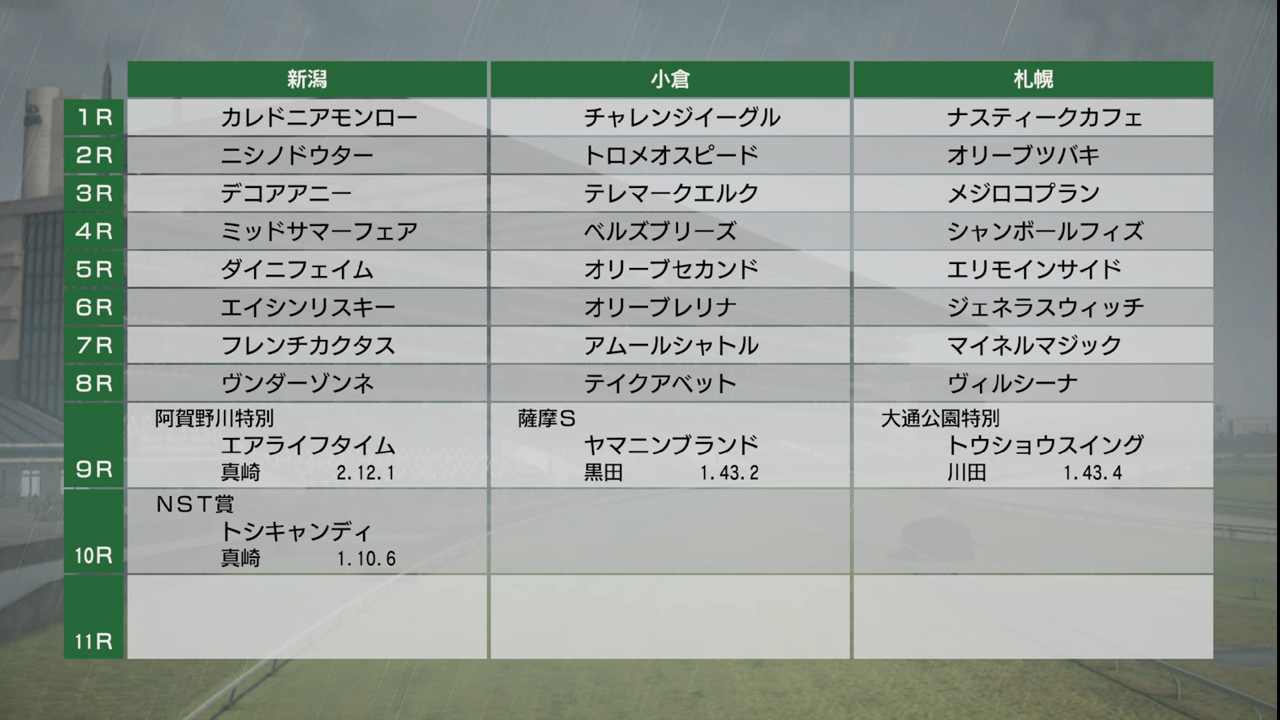 新潟 小倉 札幌
1R カレドニアモンロー チャレンジイーグル ナスティークカフェ
2R ニシノドウター トロメオスピード オリーブツバキ
3R デコアアニー テレマークエルク メジロコプラン
4R ミッドサマーフェア ベルズブリーズ シャンボールフィズ
5R ダイニフェイム オリーブセカンド エリモインサイド
6R エイシンリスキー オリーブレリナ ジェネラスウィッチ
7R フレンチカクタス アムールシャトル マイネルマジック
8R ヴンダーゾンネ テイクアベット ヴィルシーナ
阿賀野川特別 薩摩S 大通公園特別
エアライフタイム ヤマニンブランド トウショウスイング
9R 真崎 2.12.1 黒田 1.43.2 川田 1.43.4
NST賞
トシキャンディ
10R 真崎 1.10.6
11R